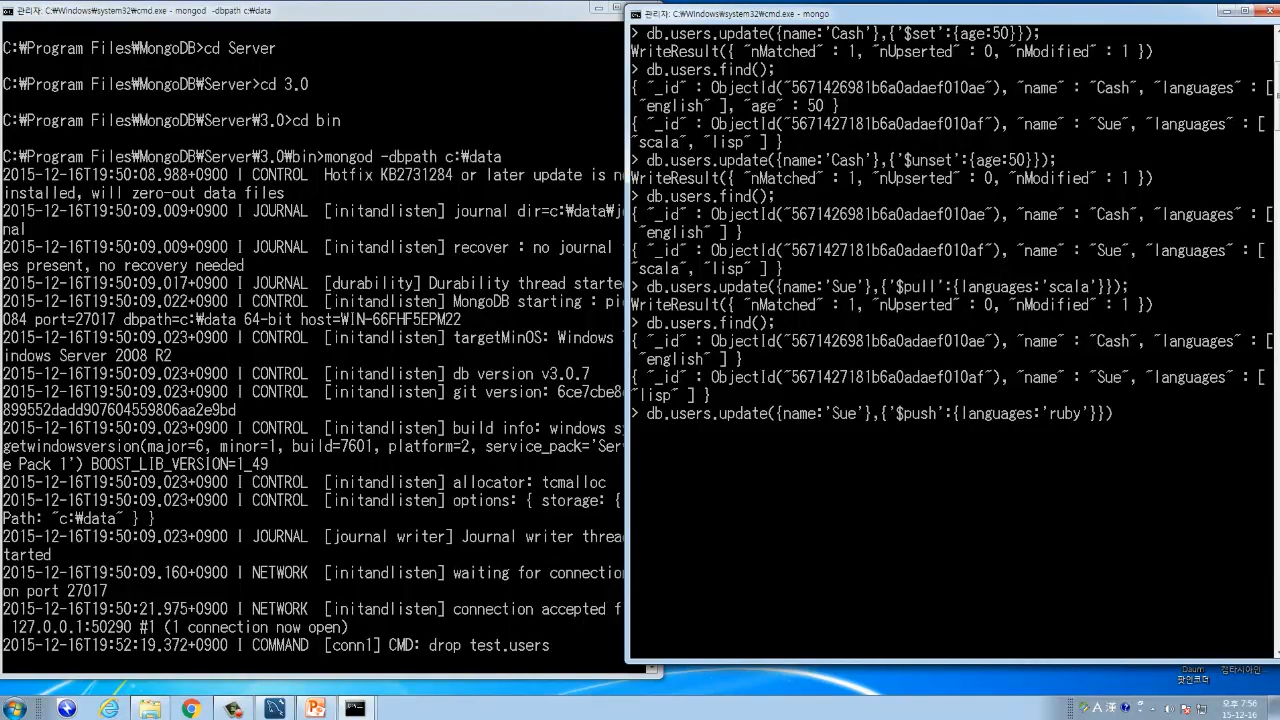 관리자: C:₩Windows₩system32₩cmd.exe - mongod -dbpath c:₩data
C:₩Program Files₩MongoDB>cd Server
C:₩Program Files₩MongoDB₩Server>cd 3.0
C:₩Program Files₩MongoDB₩Server₩3.0>cd bin
C:₩Program Files₩MongoDB₩Server₩3.0₩bin>mongod -dbpath c:₩data
2015-12-16T19:50:08.988+0900 I CONTROL  Hotfix KB2731284 or later update is no
installed, will zero-out data files
2015-12-16T19:50:09.009+0900 I JOURNAL  [initandlisten] journal dir=c:₩data₩j
nal
2015-12-16T19:50:09.009+0900 I JOURNAL  [initandlisten] recover : no journal
es present, no recovery needed
2015-12-16T19:50:09.017+0900 I JOURNAL  [durability] Durability thread starte
2015-12-16T19:50:09.022+0900 I CONTROL  [initandlisten] MongoDB starting : pi
084 port=27017 dbpath=c:₩data 64-bit host=WIN-66FHF5EPM22
2015-12-16T19:50:09.023+0900 I CONTROL  [initandlisten] targetMinOS: Windows
indows Server 2008 R2
2015-12-16T19:50:09.023+0900 I CONTROL  [initandlisten] db version v3.0.7
2015-12-16T19:50:09.023+0900 I CONTROL  [initandlisten] git version: 6ce7cbe8
899552dadd907604559806aa2e9bd
2015-12-16T19:50:09.023+0900 I CONTROL  [initandlisten] build info: windows s
getwindowsversion(major=6, minor=1, build=7601, platform=2, service_pack='Ser
e Pack 1') BOOST_LIB_VERSION=1_49
2015-12-16T19:50:09.023+0900 I CONTROL  [initandlisten] allocator: tcmalloc
2015-12-16T19:50:09.023+0900 I CONTROL  [initandlisten] options: { storage: {
Path: "c:₩data" } }
2015-12-16T19:50:09.023+0900 I JOURNAL  [journal writer] Journal writer threa
tarted
2015-12-16T19:50:09.160+0900 I NETWORK  [initandlisten] waiting for connectio
on port 27017
2015-12-16T19:50:21.975+0900 I NETWORK  [initandlisten] connection accepted f
127.0.0.1:50290 #1 (1 connection now open)
2015-12-16T19:52:19.372+0900 I COMMAND  [conn1] CMD: drop test.users
관리자: C:₩Windows₩system32₩cmd.exe - mongo
> db.users.update({name:'Cash'},{'$set':{age:50}});
WriteResult({ "nMatched" : 1, "nUpserted" : 0, "nModified" : 1 })
> db.users.find();
{ "_id" : ObjectId("5671426981b6a0adaef010ae"), "name" : "Cash", "languages" : [
"english" ], "age" : 50 }
{ "_id" : ObjectId("5671427181b6a0adaef010af"), "name" : "Sue", "languages" : [
"scala", "lisp" ] }
> db.users.update({name:'Cash'},{'$unset':{age:50}});
WriteResult({ "nMatched" : 1, "nUpserted" : 0, "nModified" : 1 })
> db.users.find();
{ "_id" : ObjectId("5671426981b6a0adaef010ae"), "name" : "Cash", "languages" : [
"english" ] }
{ "_id" : ObjectId("5671427181b6a0adaef010af"), "name" : "Sue", "languages" : [
"scala", "lisp" ] }
> db.users.update({name:'Sue'},{'$pull':{languages:'scala'}});
WriteResult({ "nMatched" : 1, "nUpserted" : 0, "nModified" : 1 })
> db.users.find();
{ "_id" : ObjectId("5671426981b6a0adaef010ae"), "name" : "Cash", "languages" : [
"english" ] }
{ "_id" : ObjectId("5671427181b6a0adaef010af"), "name" : "Sue", "languages" : [
"lisp" ] }
> db.users.update({name:'Sue'},{'$push':{languages:'ruby'}})
Daum
팟인코더
캠타시아인...
A 漢
오후 7:56
15-12-16